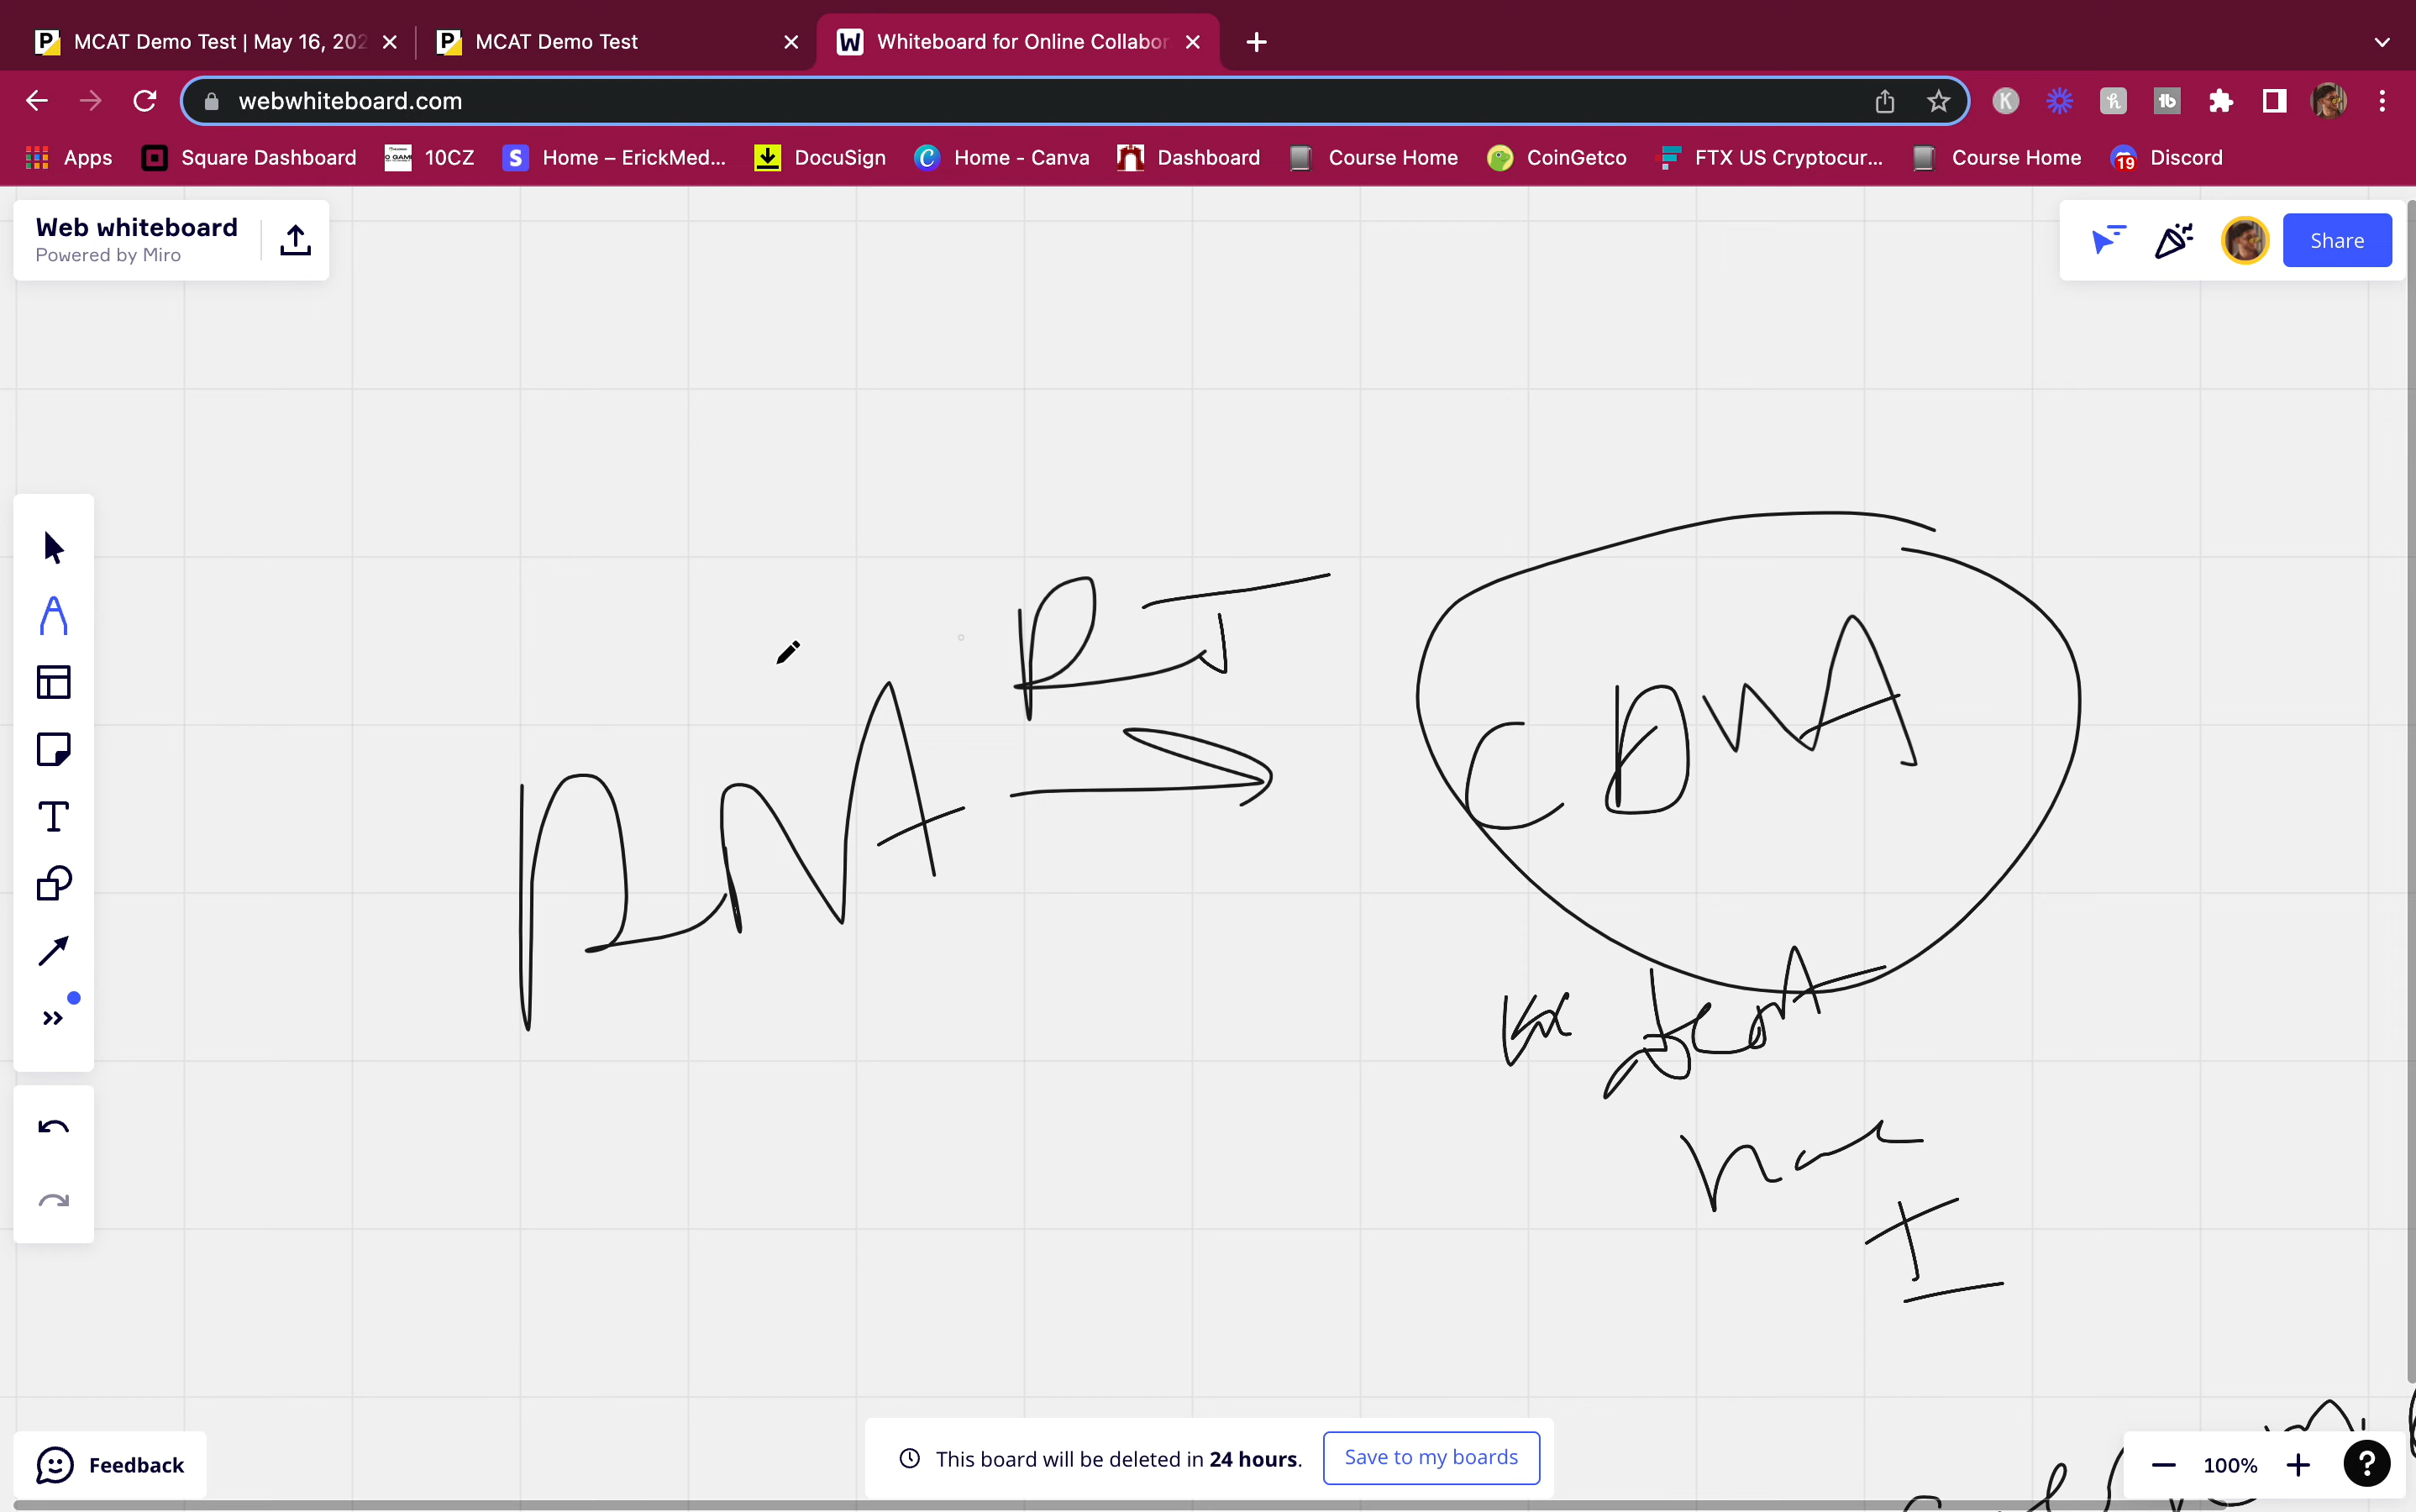 MCAT Demo Test | May 16, 202
MCAT Demo Test
Whiteboard for Online Collabor
webwhiteboard.com
Apps
Square Dashboard
10CZ
Home – ErickMed...
DocuSign
Home - Canva
Dashboard
Course Home
CoinGetco
FTX US Cryptocur...
Course Home
19
Discord
Web whiteboard
Powered by Miro
Share
RT
RNA
CDNA
Feedback
This board will be deleted in 24 hours.
Save to my boards
100%